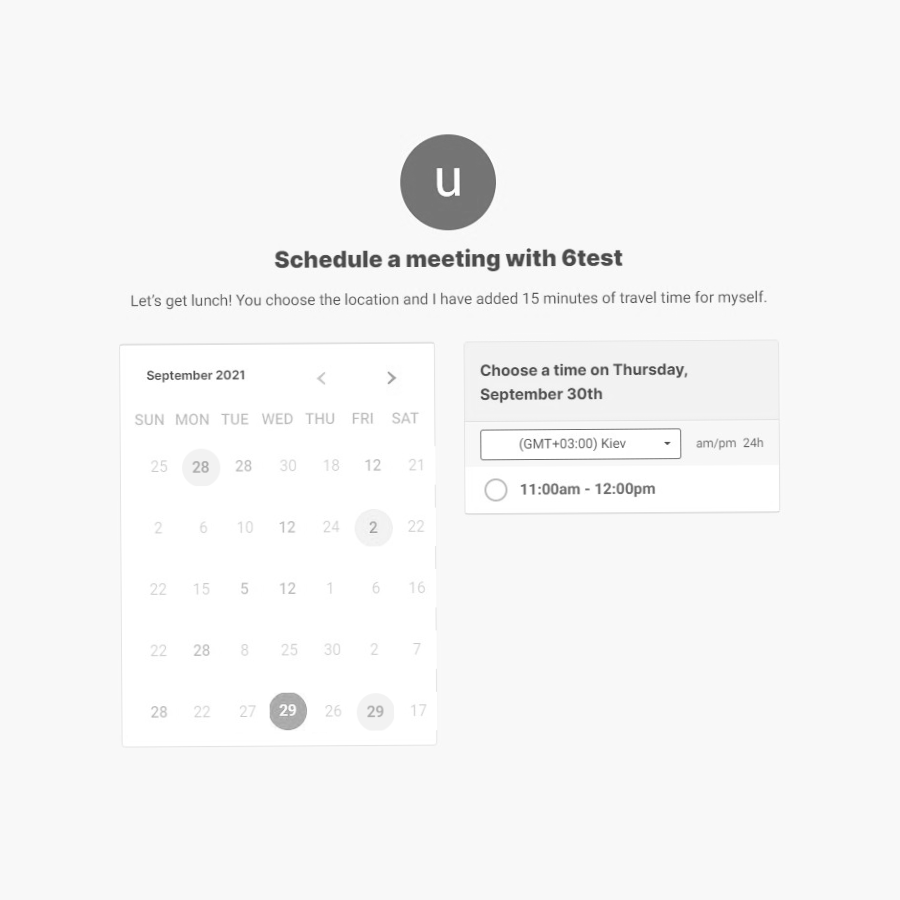 u
Schedule a meeting with 6test
Let's get lunch! You choose the location and I have added 15 minutes of travel time for myself.
September 2021
SUN MON TUE WED THU FRI SAT
25 28 28 30 18 12 21
2 6 10 12 24 2 22
22 15 5 12 1 6 16
22 28 8 25 30 2 7
28 22 27 29 26 29 17
Choose a time on Thursday,
September 30th
(GMT+03:00) Kiev am/pm 24h
11:00am - 12:00pm